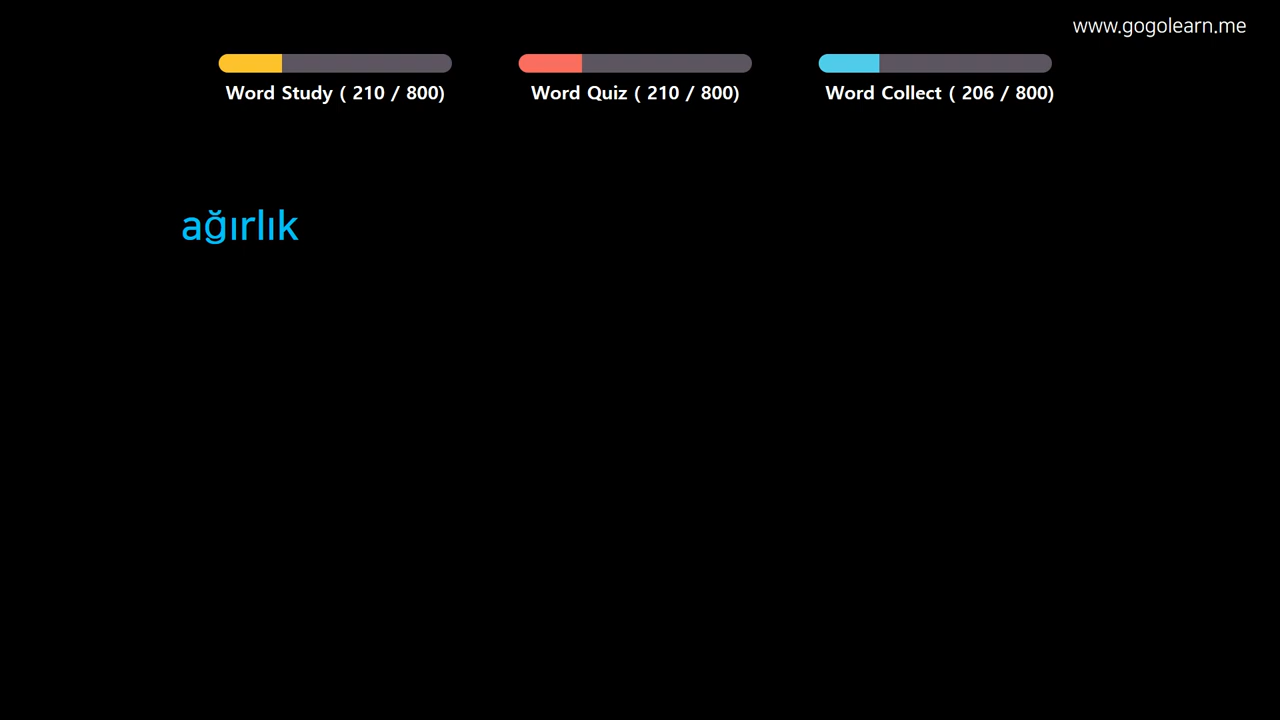 www.gogolearn.me
Word Study ( 210 / 800)
Word Quiz ( 210 / 800)
Word Collect ( 206 / 800)
ağırlık